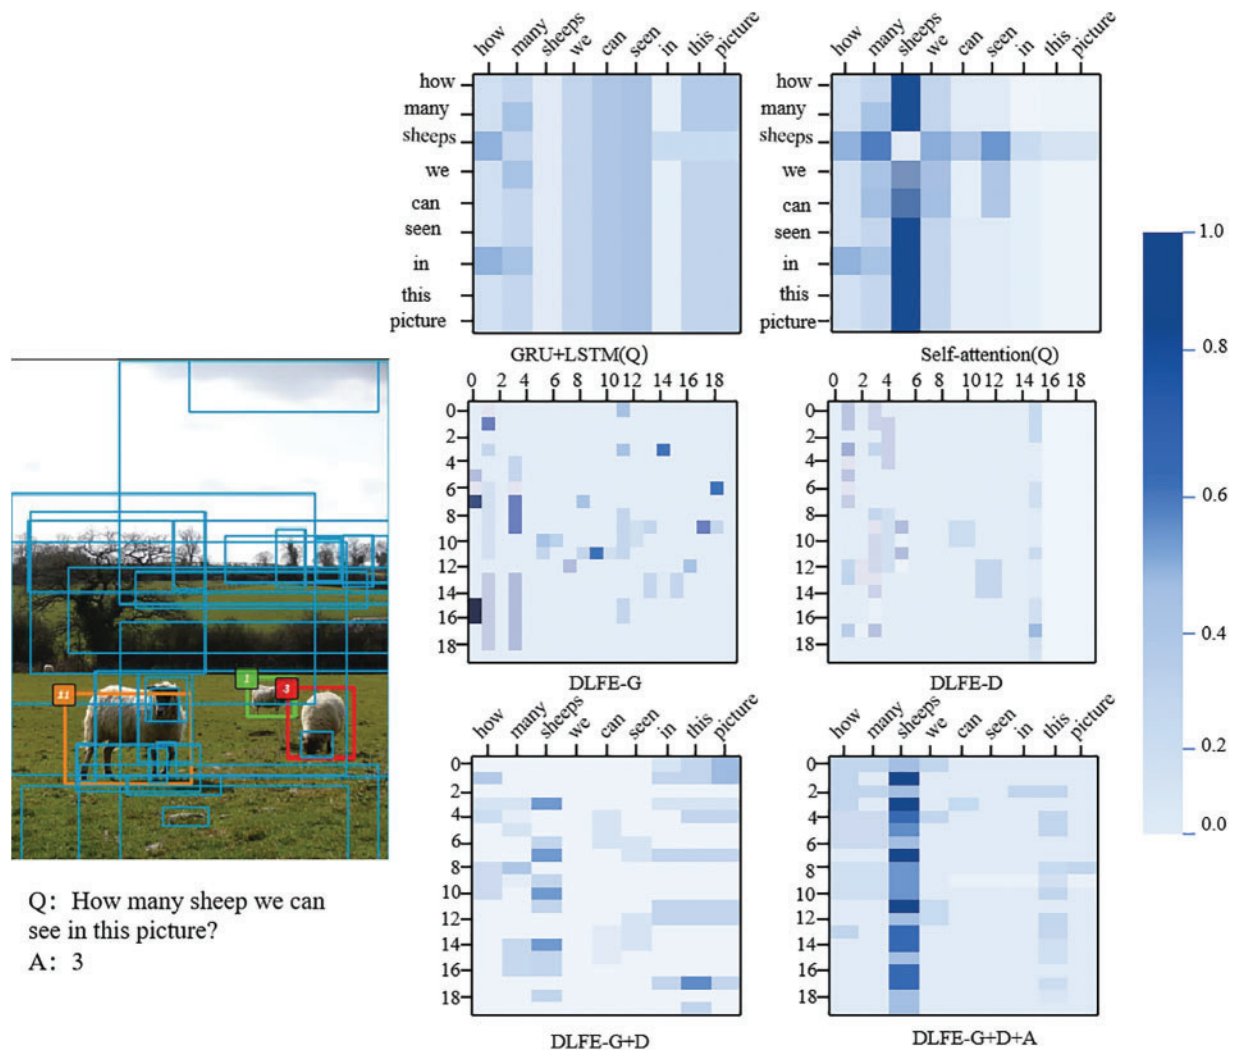 how many sheeps we can seen in this picture
how many sheeps we can seen in this picture
how
many
sheeps
we
can
seen
in
this
picture
how
many
sheeps
we
can
seen
in
this
picture
GRU+LSTM(Q)
Self-attention(Q)
1.0
0.8
0.6
0.4
0.2
0.0
0 2 4 6 8 10 12 14 16 18
0 2 4 6 8 10 12 14 16 18
0
2
4
6
8
10
12
14
16
18
0
2
4
6
8
10
12
14
16
18
DLFE-G
DLFE-D
11
1
3
how many sheeps we can seen in this picture
how many sheeps we can seen in this picture
0
2
4
6
8
10
12
14
16
18
0
2
4
6
8
10
12
14
16
18
DLFE-G+D
DLFE-G+D+A
Q: How many sheep we can
see in this picture?
A: 3